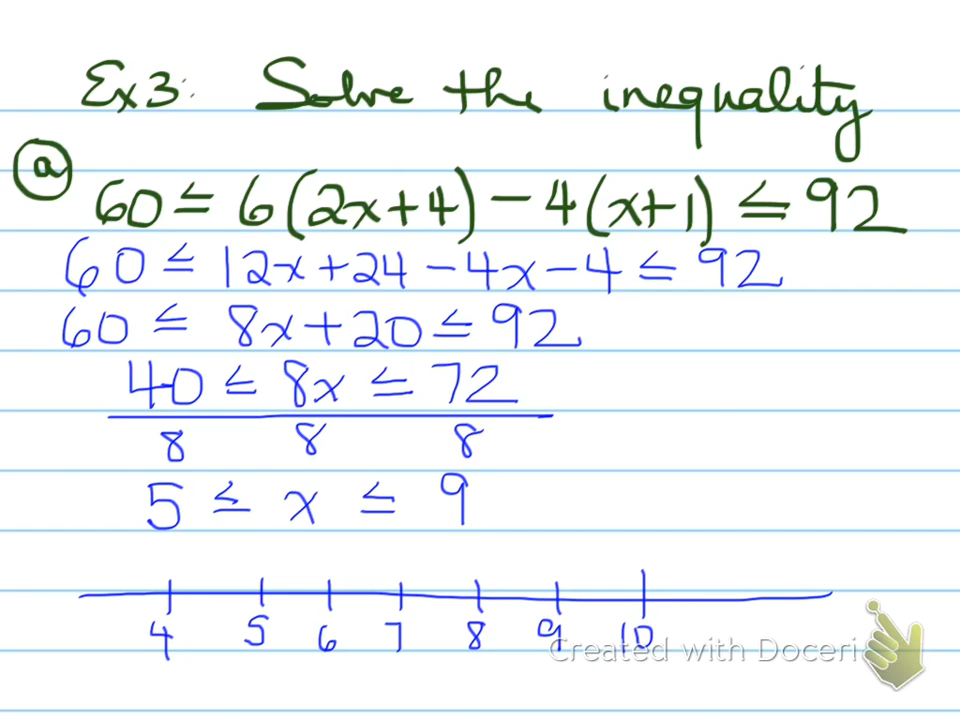 Ex3: Solve the inequality
ⓐ
60 ≤ 6(2x+4) − 4(x+1) ≤ 92
60 ≤ 12x+24 −4x −4 ≤ 92
60 ≤ 8x+20 ≤ 92
40 ≤ 8x ≤ 72
8 8 8
5 ≤ x ≤ 9
4 5 6 7 8 9 10
Created with Doceri